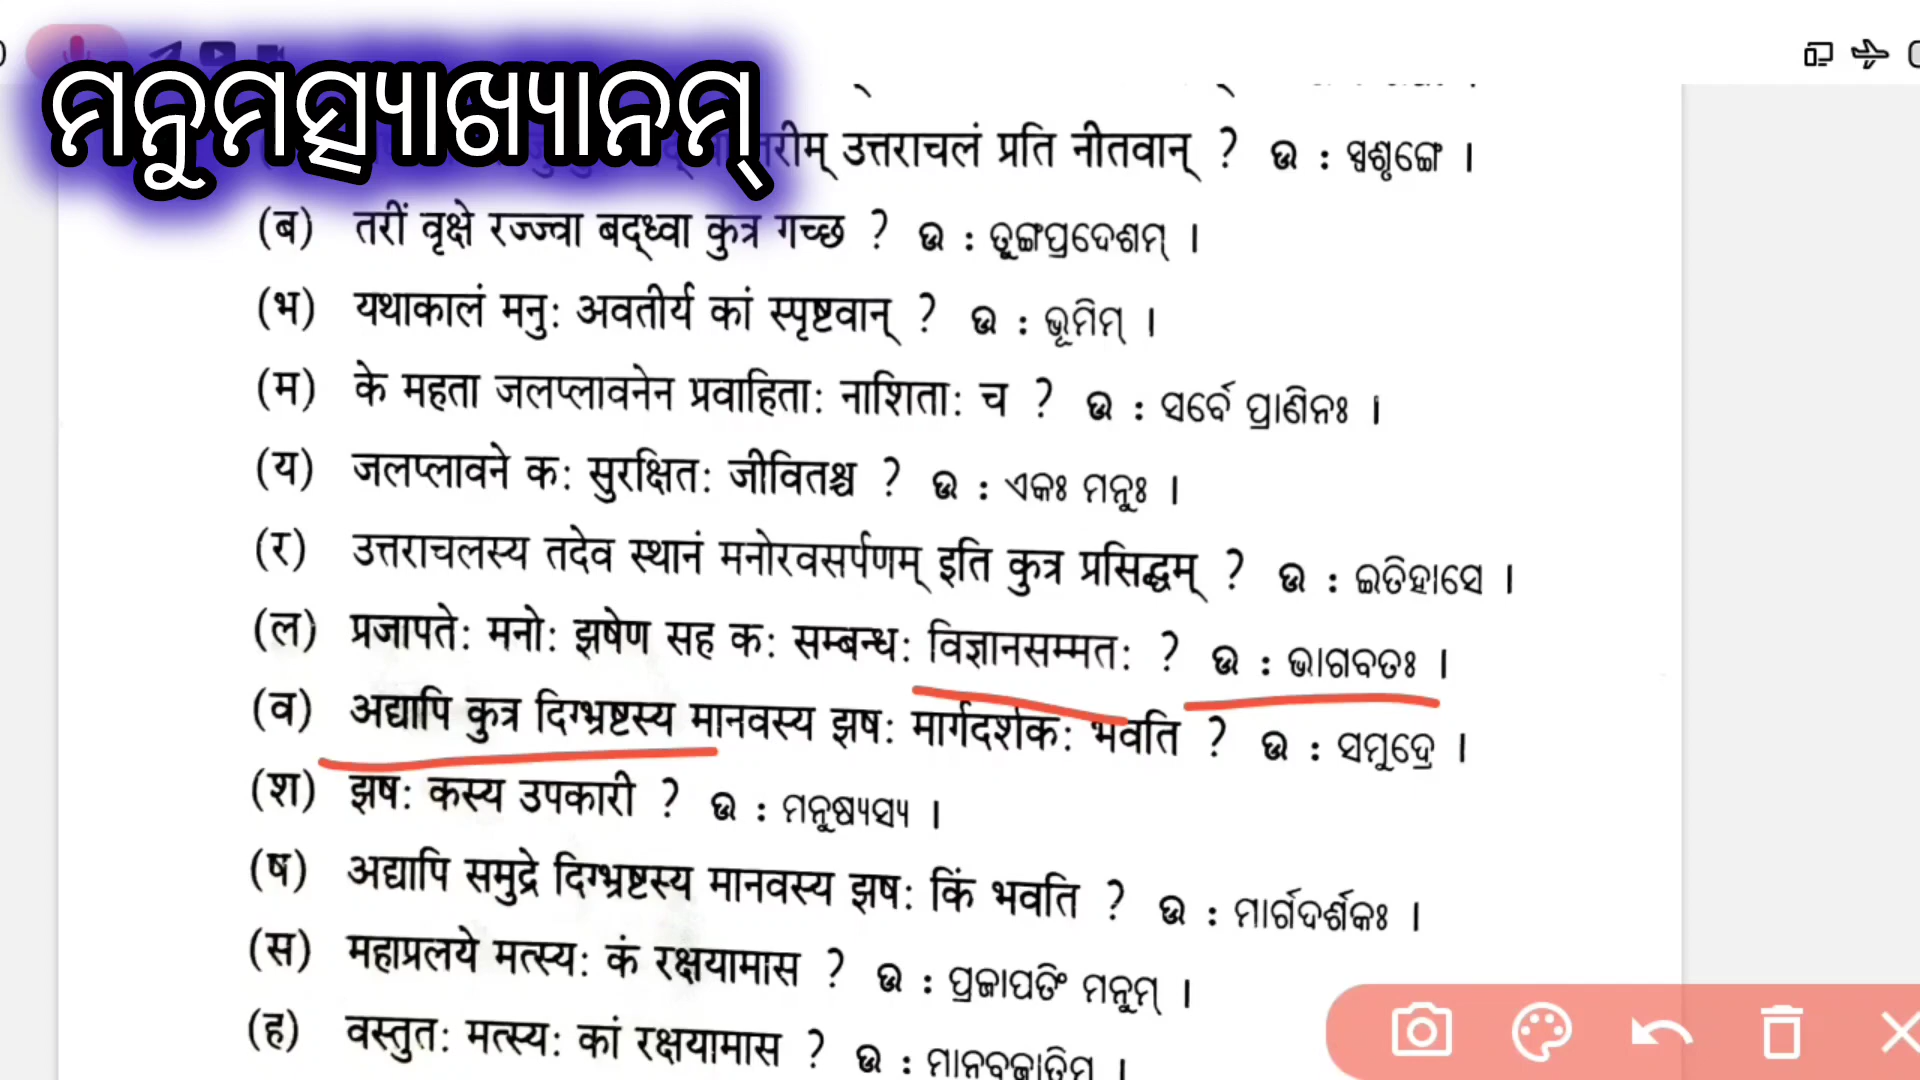 ମନୁମତ୍ସ୍ୟାଖ୍ୟାନମ୍
तरीम् उत्तराचलं प्रति नीतवान् ? ଉ : ସ୍ୱଶୃଙ୍ଗେ ।
(ब) तरीं वृक्षे रज्ज्वा बद्ध्वा कुत्र गच्छ ? ଉ : ତୁଙ୍ଗପ୍ରଦେଶମ୍ ।
(भ) यथाकालं मनुः अवतीर्य कां स्पृष्टवान् ? ଉ : ଭୂମିମ୍ ।
(म) के महता जलप्लावनेन प्रवाहिताः नाशिताः च ? ଉ : ସର୍ବେ ପ୍ରାଣିନଃ ।
(य) जलप्लावने कः सुरक्षितः जीवितश्च ? ଉ : ଏକଃ ମନୁଃ ।
(र) उत्तराचलस्य तदेव स्थानं मनोरवसर्पणम् इति कुत्र प्रसिद्धम् ? ଉ : ଇତିହାସେ ।
(ल) प्रजापतेः मनोः झषेण सह कः सम्बन्धः विज्ञानसम्मतः ? ଉ : ଭାଗବତଃ ।
(व) अद्यापि कुत्र दिग्भ्रष्टस्य मानवस्य झषः मार्गदर्शकः भवति ? ଉ : ସମୁଦ୍ରେ ।
(श) झषः कस्य उपकारी ? ଉ : ମନୁଷ୍ୟସ୍ୟ ।
(ष) अद्यापि समुद्रे दिग्भ्रष्टस्य मानवस्य झषः किं भवति ? ଉ : ମାର୍ଗଦର୍ଶକଃ ।
(स) महाप्रलये मत्स्यः कं रक्षयामास ? ଉ : ପ୍ରଜାପତିଂ ମନୁମ୍ ।
(ह) वस्तुतः मत्स्यः कां रक्षयामास ? ଉ : ମାନବଜାତିମ୍ ।